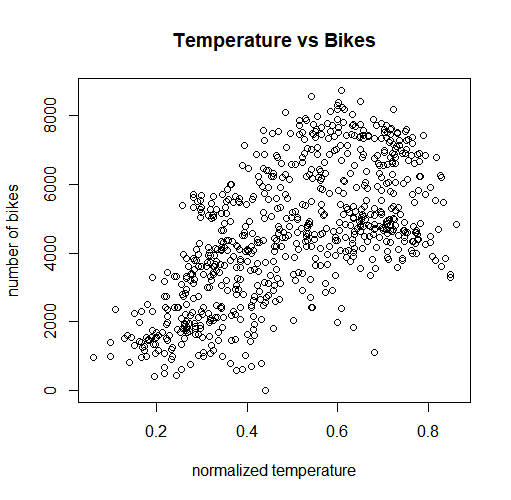 Temperature vs Bikes
number of bikes
8000
6000
4000
2000
0
0.2 0.4 0.6 0.8
normalized temperature